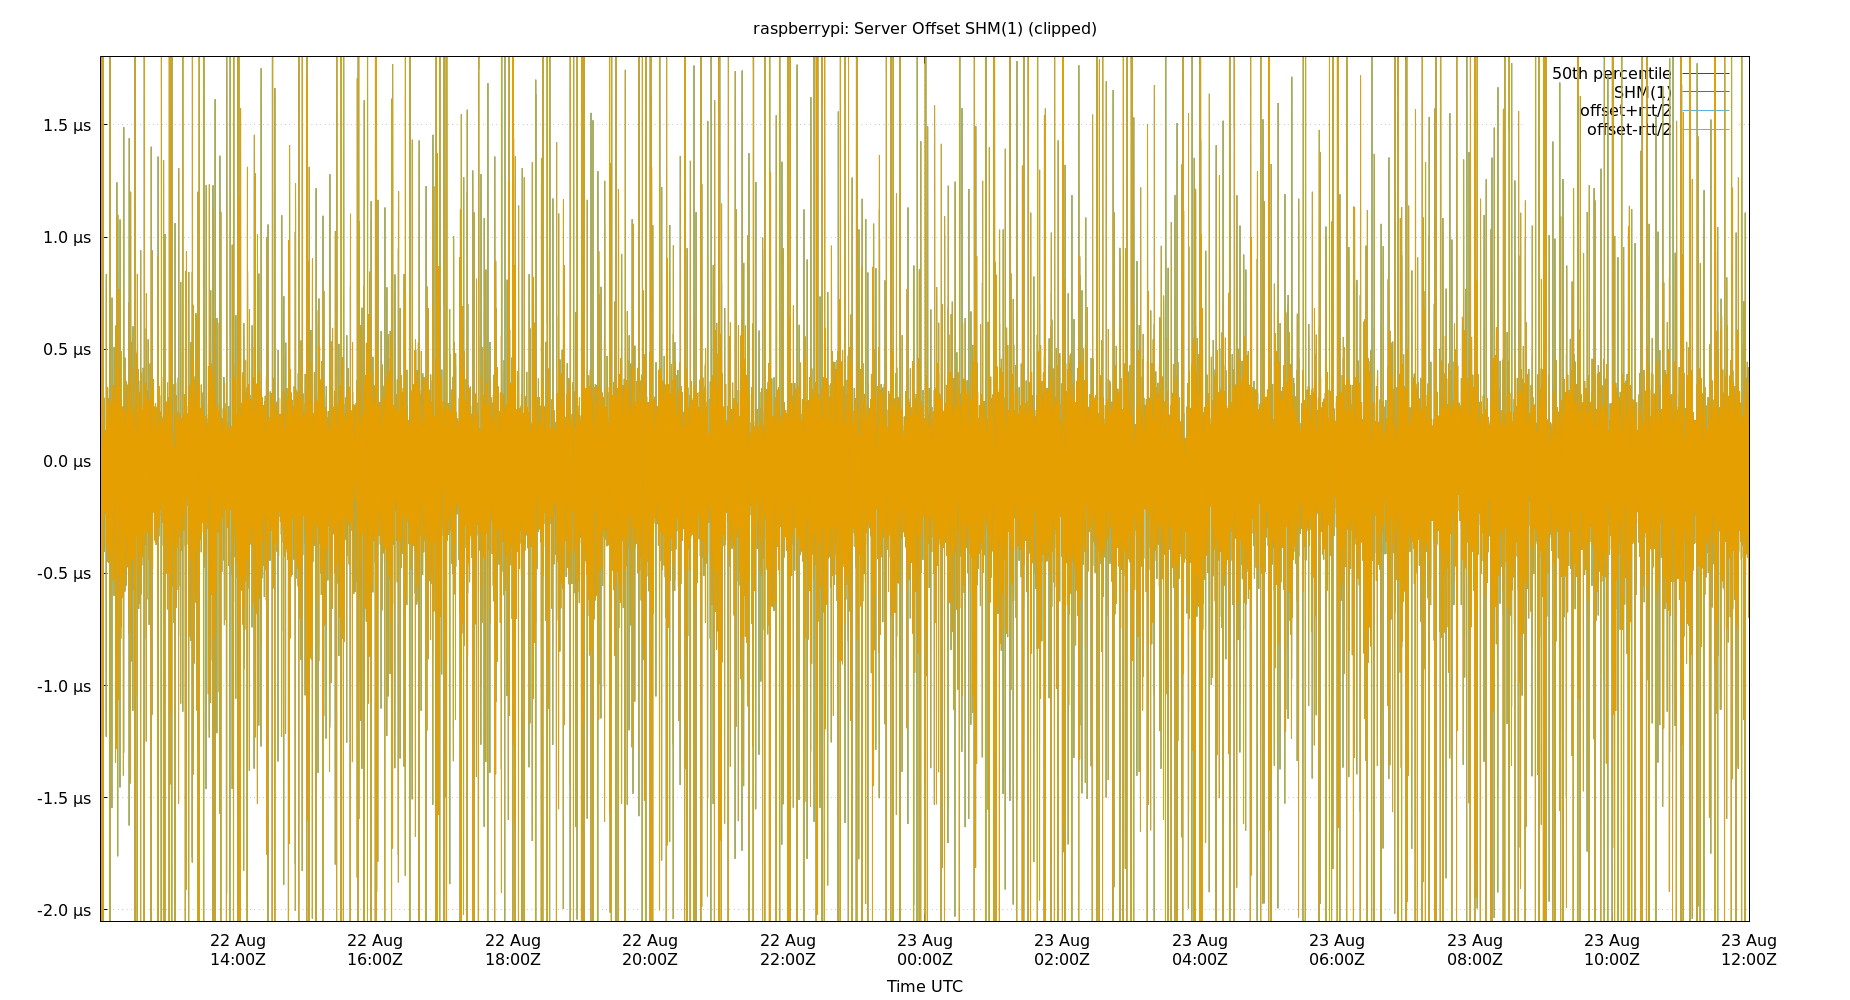 raspberrypi: Server Offset SHM(1) (clipped)
50th percentile
SHM(1)
offset+rtt/2
offset-rtt/2
1.5 µs
1.0 µs
0.5 µs
0.0 µs
-0.5 µs
-1.0 µs
-1.5 µs
-2.0 µs
22 Aug 22 Aug 22 Aug 22 Aug 22 Aug 23 Aug 23 Aug 23 Aug 23 Aug 23 Aug 23 Aug 23 Aug
14:00Z 16:00Z 18:00Z 20:00Z 22:00Z 00:00Z 02:00Z 04:00Z 06:00Z 08:00Z 10:00Z 12:00Z
Time UTC